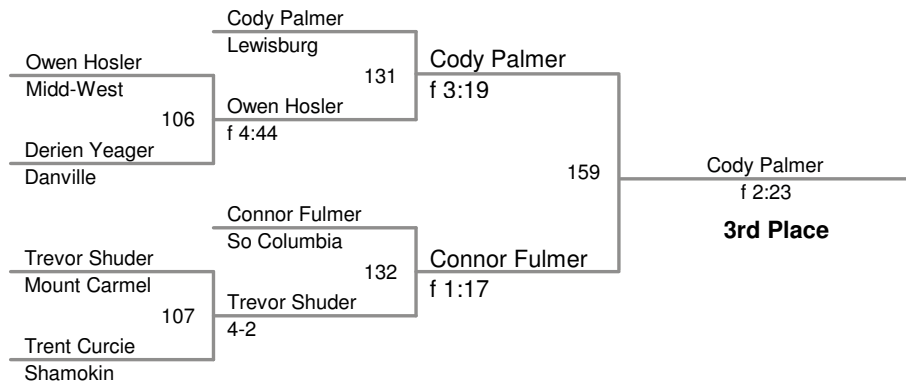 Cody Palmer
Lewisburg
Owen Hosler
Midd-West
106
Derien Yeager
Danville
Owen Hosler
f 4:44
131
Cody Palmer
f 3:19
Connor Fulmer
So Columbia
Trevor Shuder
Mount Carmel
107
Trent Curcie
Shamokin
Trevor Shuder
4-2
132
Connor Fulmer
f 1:17
159
Cody Palmer
f 2:23
3rd Place